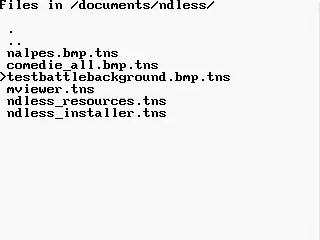 Files in /documents/ndless/
.
..
nalpes.bmp.tns
comedie_all.bmp.tns
>testbattlebackground.bmp.tns
mviewer.tns
ndless_resources.tns
ndless_installer.tns